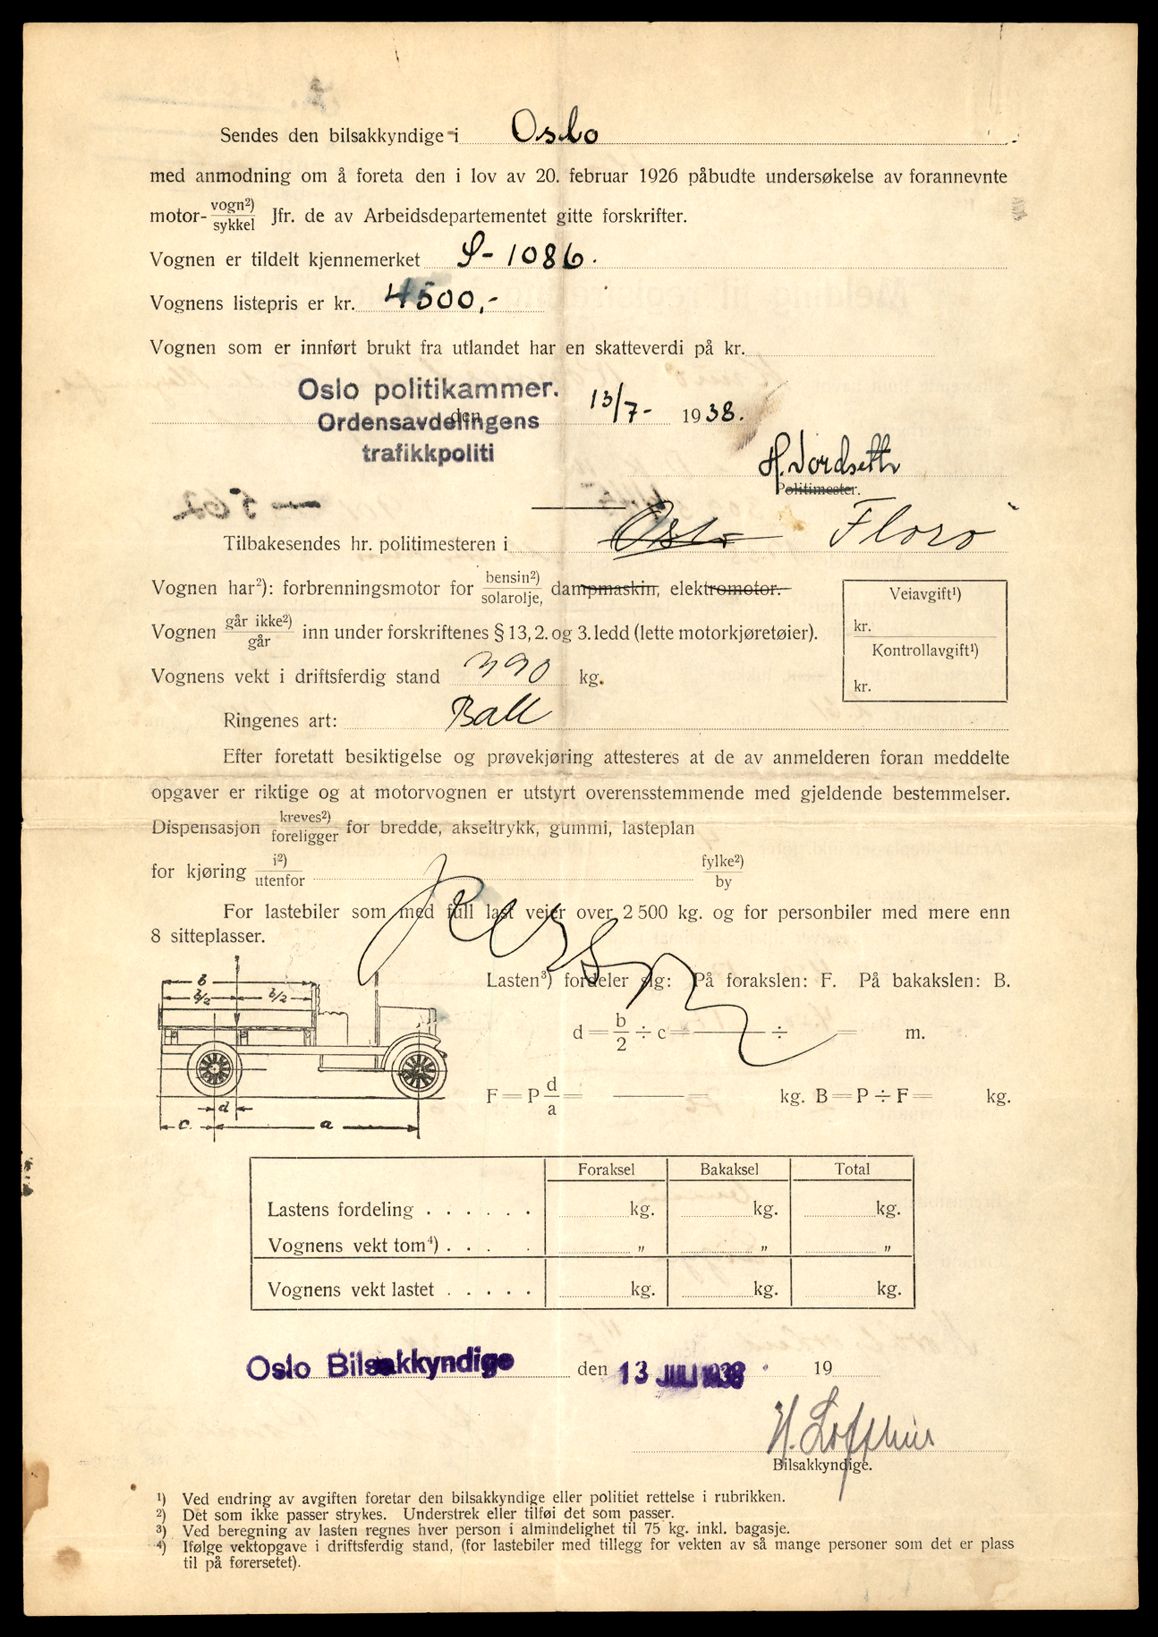 Sendes den bilsakkyndige i Oslo
med anmodning om å foreta den i lov av 20. februar 1926 påbudte undersøkelse av forannevnte
motor- vogn²) / sykkel Jfr. de av Arbeidsdepartementet gitte forskrifter.
Vognen er tildelt kjennemerket S-1086.
Vognens listepris er kr. 4500,-
Vognen som er innført brukt fra utlandet har en skatteverdi på kr.
Oslo politikammer.
Ordensavdelingens den 13/7- 1938.
trafikkpoliti
H. Nordseth
Politimester.
Tilbakesendes hr. politimesteren i Oslo Florø
Vognen har²): forbrenningsmotor for bensin²) / solarolje, dampmaskin, elektromotor.
Veiavgift¹)
kr.
Kontrollavgift¹)
kr.
Vognen går ikke²) / går inn under forskriftenes § 13, 2. og 3. ledd (lette motorkjøretøier).
Vognens vekt i driftsferdig stand 390 kg.
Ringenes art: Ball
Efter foretatt besiktigelse og prøvekjøring attesteres at de av anmelderen foran meddelte
opgaver er riktige og at motorvognen er utstyrt overensstemmende med gjeldende bestemmelser.
Dispensasjon kreves²) / foreligger for bredde, akseltrykk, gummi, lasteplan
for kjøring i²) / utenfor fylke²) / by
For lastebiler som med full last veier over 2 500 kg. og for personbiler med mere enn
8 sitteplasser.
Person
Lasten³) fordeler sig: På forakslen: F. På bakakslen: B.
b
b/2 b/2
d = b/2 ÷ c = ÷ = m.
F = P d/a = = kg. B = P ÷ F = kg.
d
c a
Foraksel Bakaksel Total
Lastens fordeling . . . . . . kg. kg. kg.
Vognens vekt tom⁴) . . . . „ „ „
Vognens vekt lastet . . . . . kg. kg. kg.
Oslo Bilsakkyndige den 13 JULI 1938 19
H. Lofthus
Bilsakkyndige.
¹) Ved endring av avgiften foretar den bilsakkyndige eller politiet rettelse i rubrikken.
²) Det som ikke passer strykes. Understrek eller tilføi det som passer.
³) Ved beregning av lasten regnes hver person i almindelighet til 75 kg. inkl. bagasje.
⁴) Ifølge vektopgave i driftsferdig stand, (for lastebiler med tillegg for vekten av så mange personer som det er plass
til på førersetet).